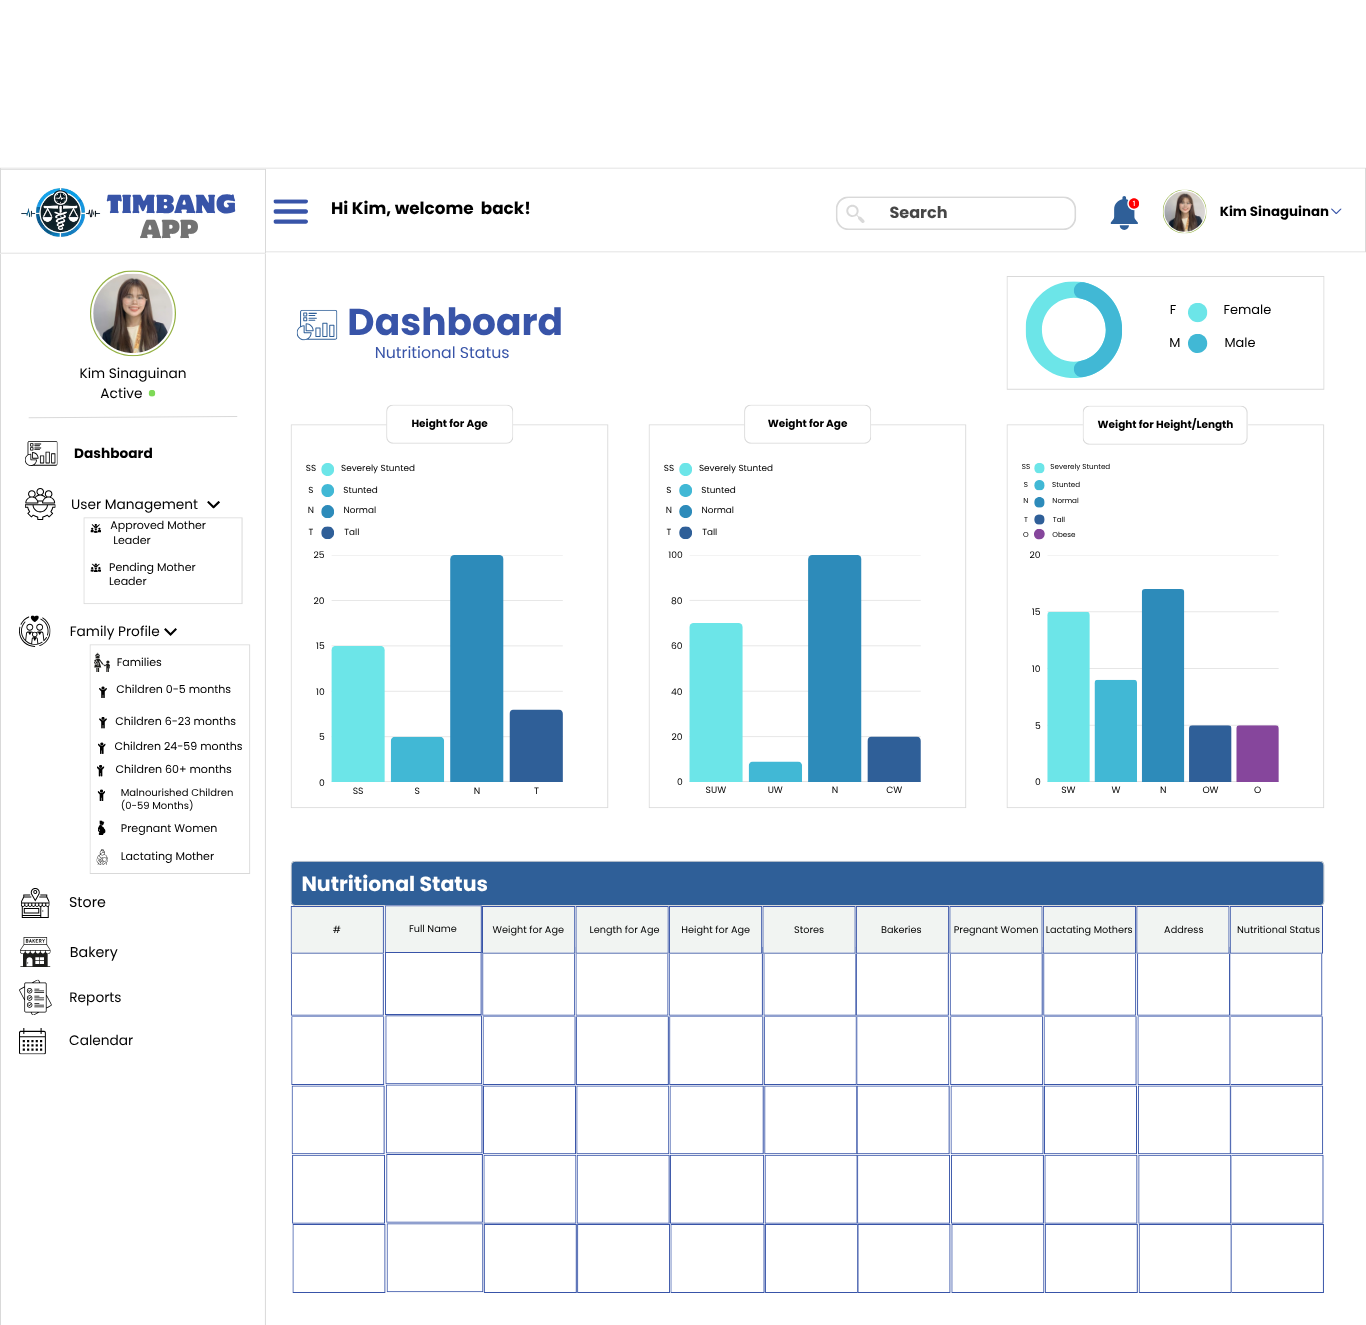 TIMBANG
APP
Hi Kim, welcome back!
Search
1
Kim Sinaguinan
Kim Sinaguinan
Active
Dashboard
User Management
Approved Mother
Leader
Pending Mother
Leader
Family Profile
Families
Children 0-5 months
Children 6-23 months
Children 24-59 months
Children 60+ months
Malnourished Children
(0-59 Months)
Pregnant Women
Lactating Mother
Store
BAKERY
Bakery
Reports
Calendar
Dashboard
Nutritional Status
F Female
M Male
Height for Age
SS Severely Stunted
S Stunted
N Normal
T Tall
25
20
15
10
5
0
SS S N T
Weight for Age
SS Severely Stunted
S Stunted
N Normal
T Tall
100
80
60
40
20
0
SUW UW N CW
Weight for Height/Length
SS Severely Stunted
S Stunted
N Normal
T Tall
O Obese
20
15
10
5
0
SW W N OW O
Nutritional Status
# Full Name Weight for Age Length for Age Height for Age Stores Bakeries Pregnant Women Lactating Mothers Address Nutritional Status